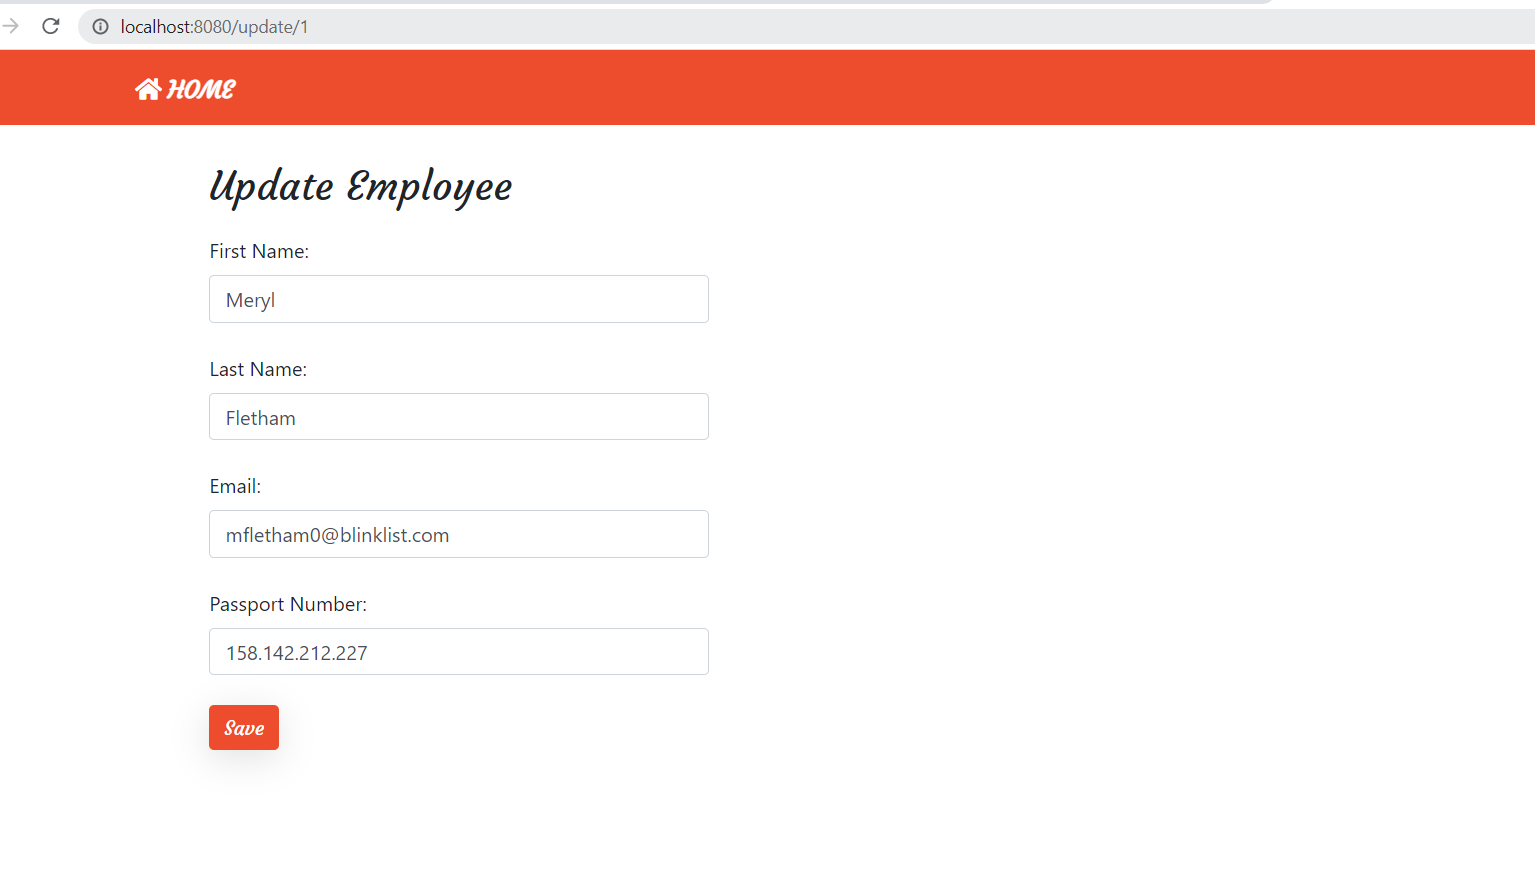 localhost:8080/update/1
HOME
Update Employee
First Name:
Meryl
Last Name:
Fletham
Email:
mfletham0@blinklist.com
Passport Number:
158.142.212.227
Save